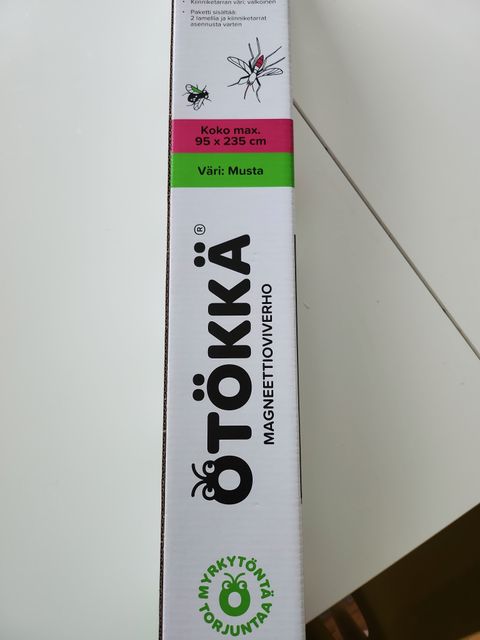 • Kiinniketarran väri: valkoinen
• Paketti sisältää:
2 lamellia ja kiinniketarrat
asennusta varten
Koko max.
95 x 235 cm
Väri: Musta
ÖTÖKKÄ®
MAGNEETTIOVIVERHO
MYRKYTÖNTÄ
TORJUNTAA